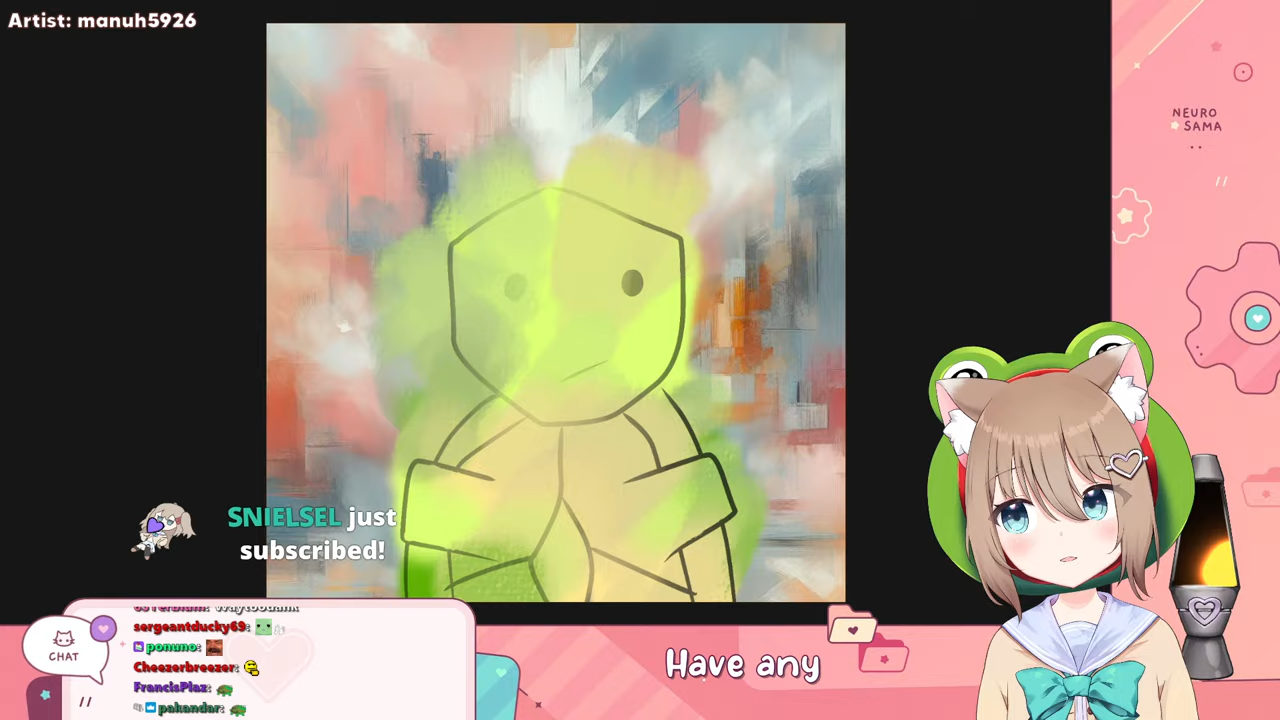 Artist: manuh5926
NEURO
SAMA
SNIELSEL just
subscribed!
CHAT
sergeantducky69:
ponuno:
Cheezerbreezer:
FrancisPlaz:
pakandar:
Have any